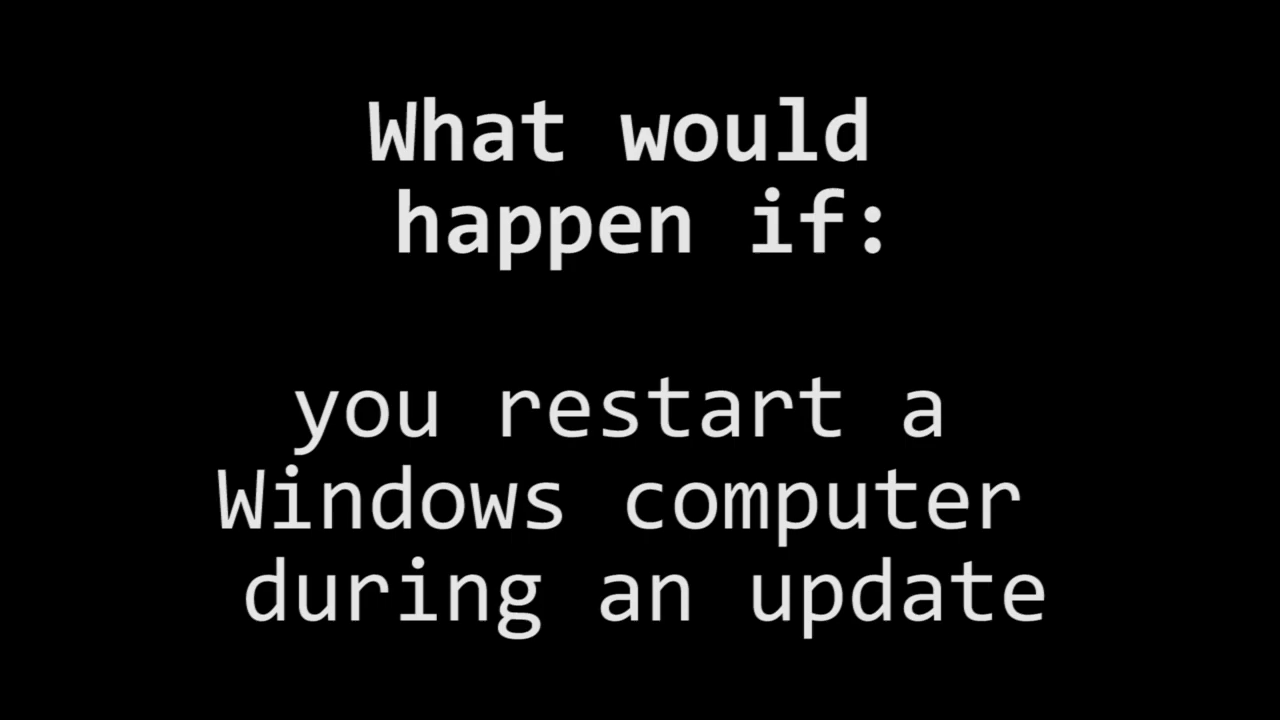 What would
happen if:
you restart a
Windows computer
during an update